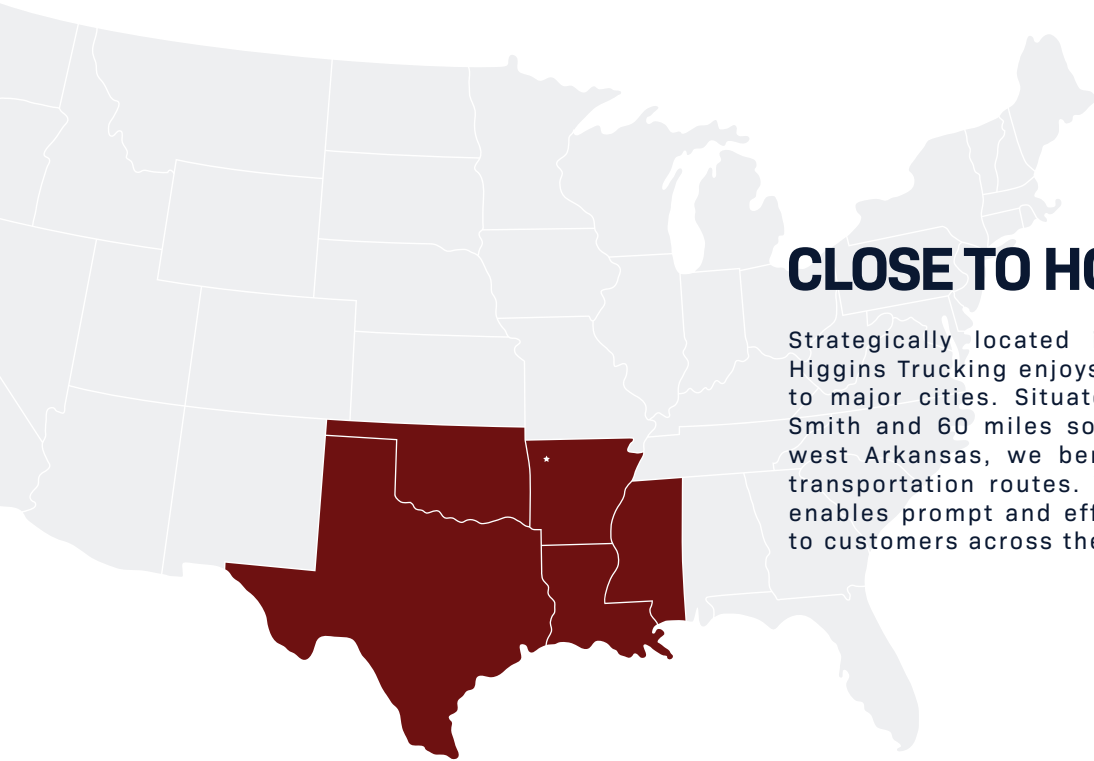 CLOSE TO HO
Strategically located
Higgins Trucking enjoys
to major cities. Situate
Smith and 60 miles so
west Arkansas, we ben
transportation routes.
enables prompt and eff
to customers across the